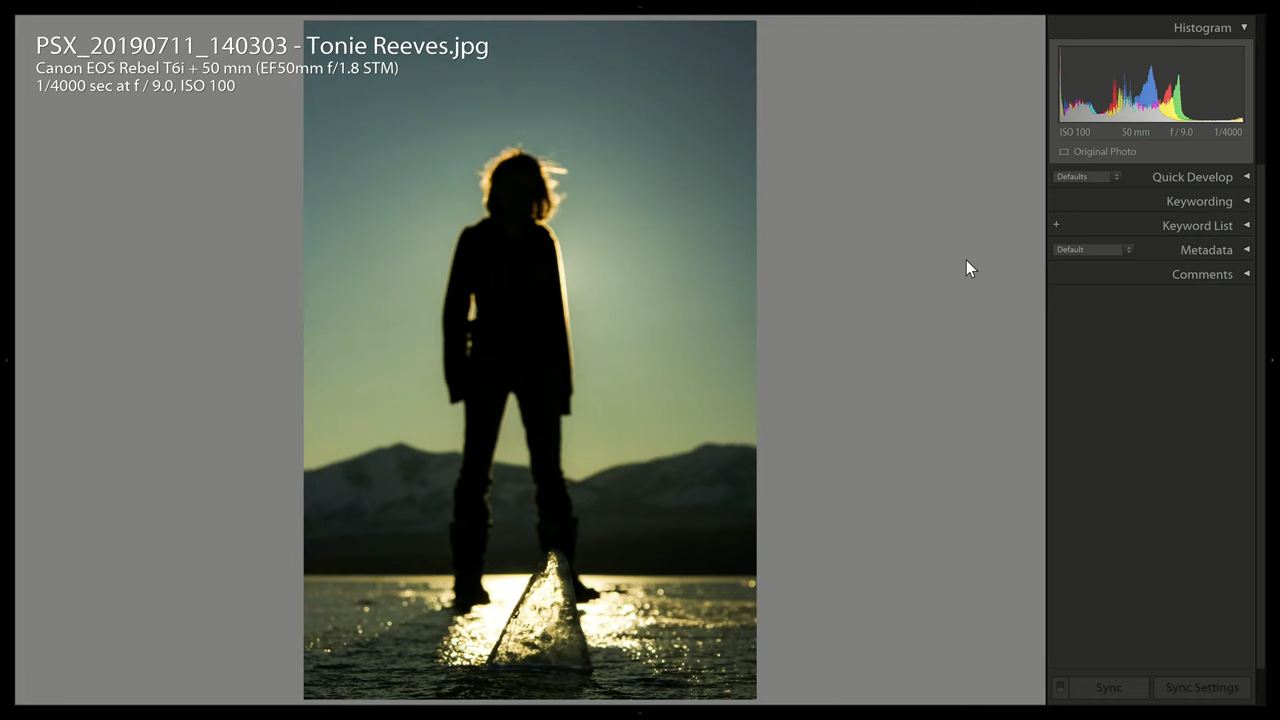 PSX_20190711_140303 - Tonie Reeves.jpg
Canon EOS Rebel T6i + 50 mm (EF50mm f/1.8 STM)
1/4000 sec at f / 9.0, ISO 100
Histogram
ISO 100 50 mm f / 9.0 1/4000
Original Photo
Defaults Quick Develop
Keywording
+ Keyword List
Default Metadata
Comments
Sync Sync Settings